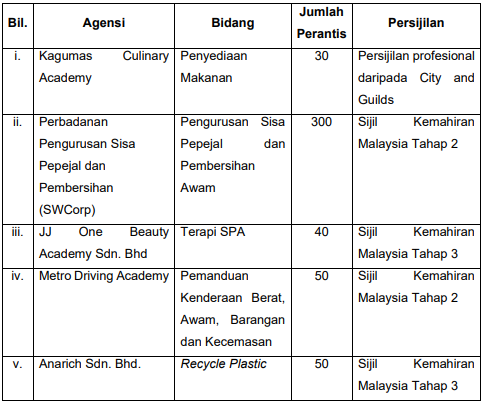 Bil. Agensi Bidang Jumlah Perantis Persijilan
i. Kagumas Culinary Academy Penyediaan Makanan 30 Persijilan profesional daripada City and Guilds
ii. Perbadanan Pengurusan Sisa Pepejal dan Pembersihan (SWCorp) Pengurusan Sisa Pepejal dan Pembersihan Awam 300 Sijil Kemahiran Malaysia Tahap 2
iii. JJ One Beauty Academy Sdn. Bhd Terapi SPA 40 Sijil Kemahiran Malaysia Tahap 3
iv. Metro Driving Academy Pemanduan Kenderaan Berat, Awam, Barangan dan Kecemasan 50 Sijil Kemahiran Malaysia Tahap 2
v. Anarich Sdn. Bhd. Recycle Plastic 50 Sijil Kemahiran Malaysia Tahap 3